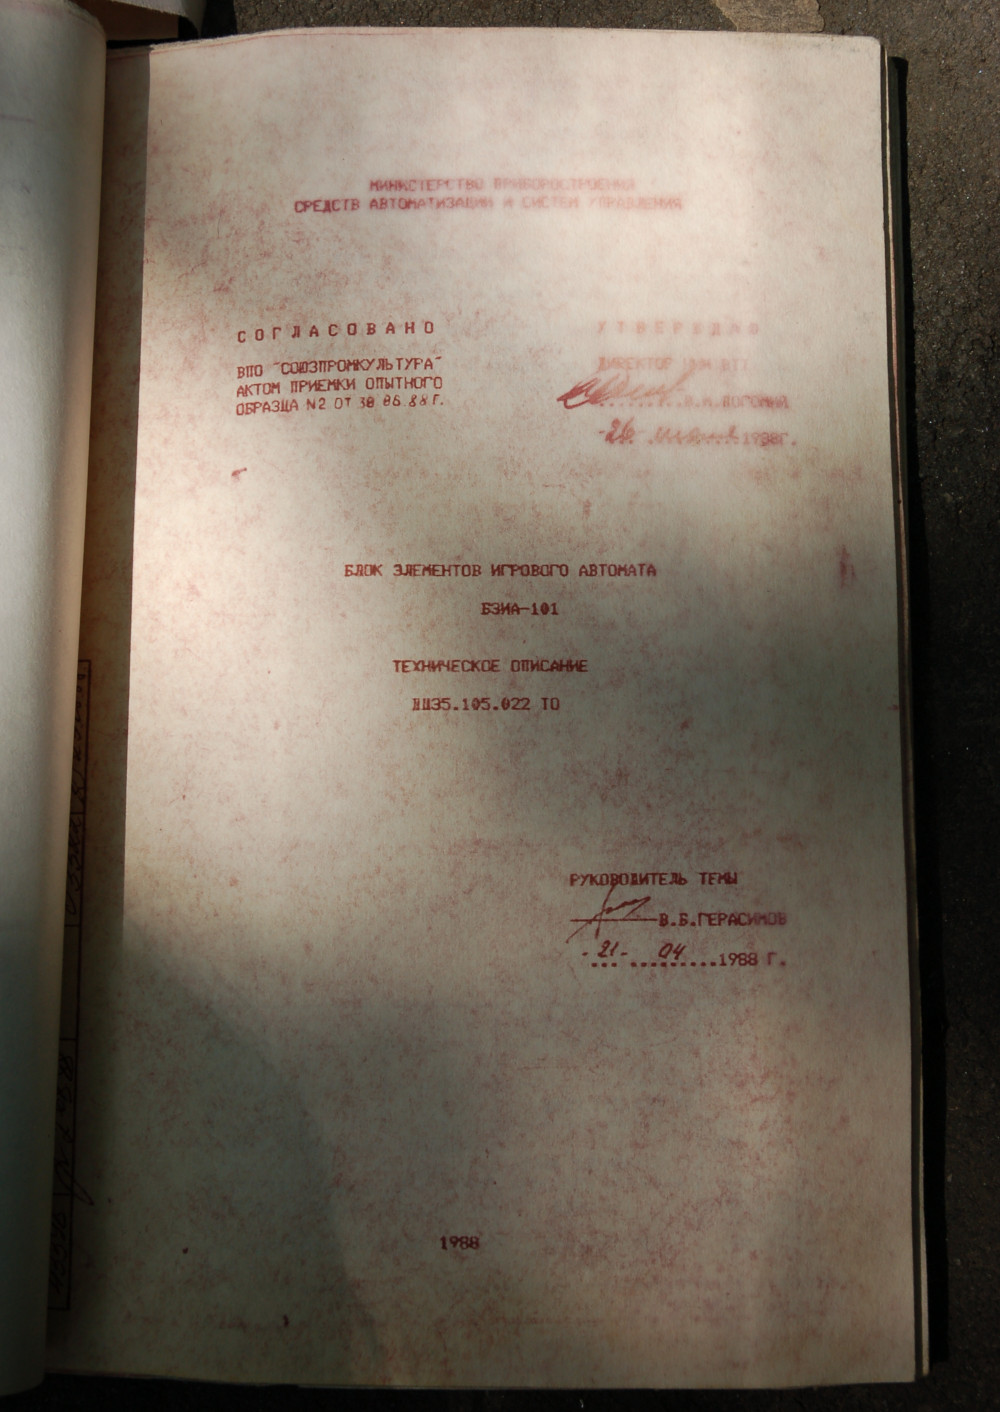 МИНИСТЕРСТВО ПРИБОРОСТРОЕНИЯ
СРЕДСТВ АВТОМАТИЗАЦИИ И СИСТЕМ УПРАВЛЕНИЯ
СОГЛАСОВАНО
ВПО "СОЮЗПРОМКУЛЬТУРА"
АКТОМ ПРИЕМКИ ОПЫТНОГО
ОБРАЗЦА N2 ОТ 30 06.88Г.
УТВЕРЖДАЮ
ДИРЕКТОР
26 1988г.
БЛОК ЭЛЕМЕНТОВ ИГРОВОГО АВТОМАТА
БЭИА-101
ТЕХНИЧЕСКОЕ ОПИСАНИЕ
5.105.022 ТО
РУКОВОДИТЕЛЬ ТЕМЫ
В.Б.ГЕРАСИМОВ
-21- 04 1988 Г.
1988